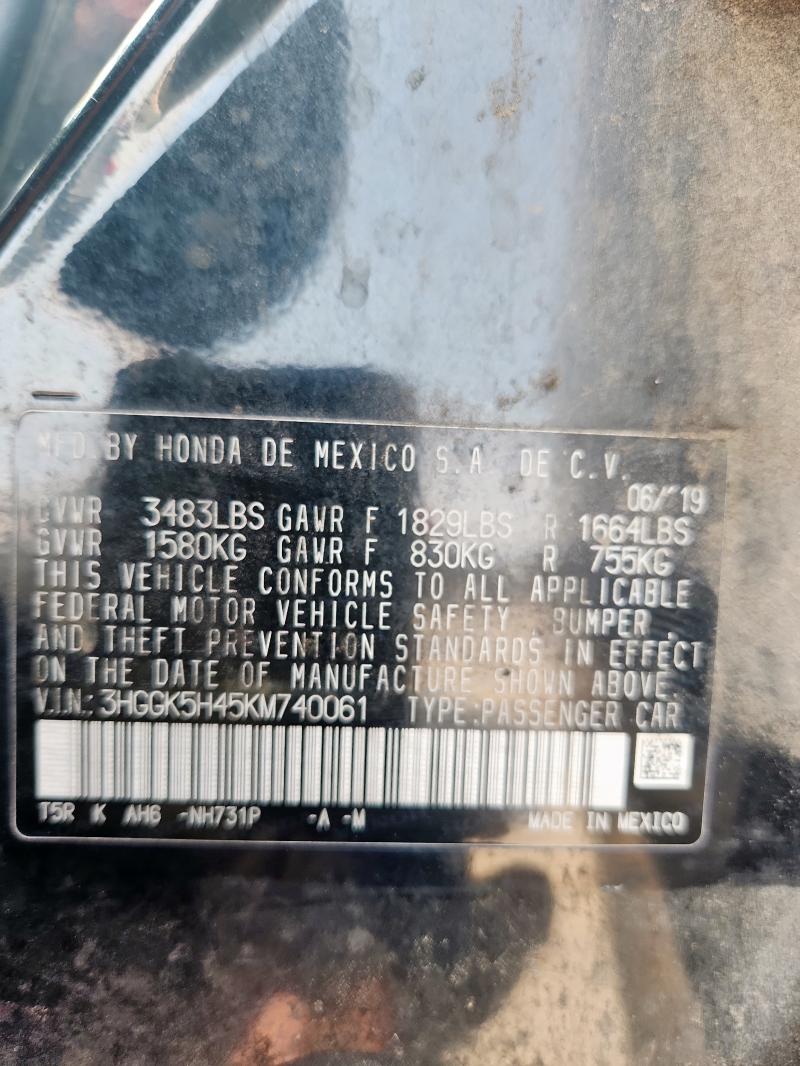 MFD. BY HONDA DE MEXICO S.A. DE C.V.
06/'19
GVWR 3483LBS GAWR F 1829LBS R 1664LBS
GVWR 1580KG GAWR F 830KG R 755KG
THIS VEHICLE CONFORMS TO ALL APPLICABLE
FEDERAL MOTOR VEHICLE SAFETY , BUMPER ,
AND THEFT PREVENTION STANDARDS IN EFFECT
ON THE DATE OF MANUFACTURE SHOWN ABOVE.
V.I.N.: 3HGGK5H45KM740061 TYPE:PASSENGER CAR
T5R K AH6 -NH731P -A -M MADE IN MEXICO